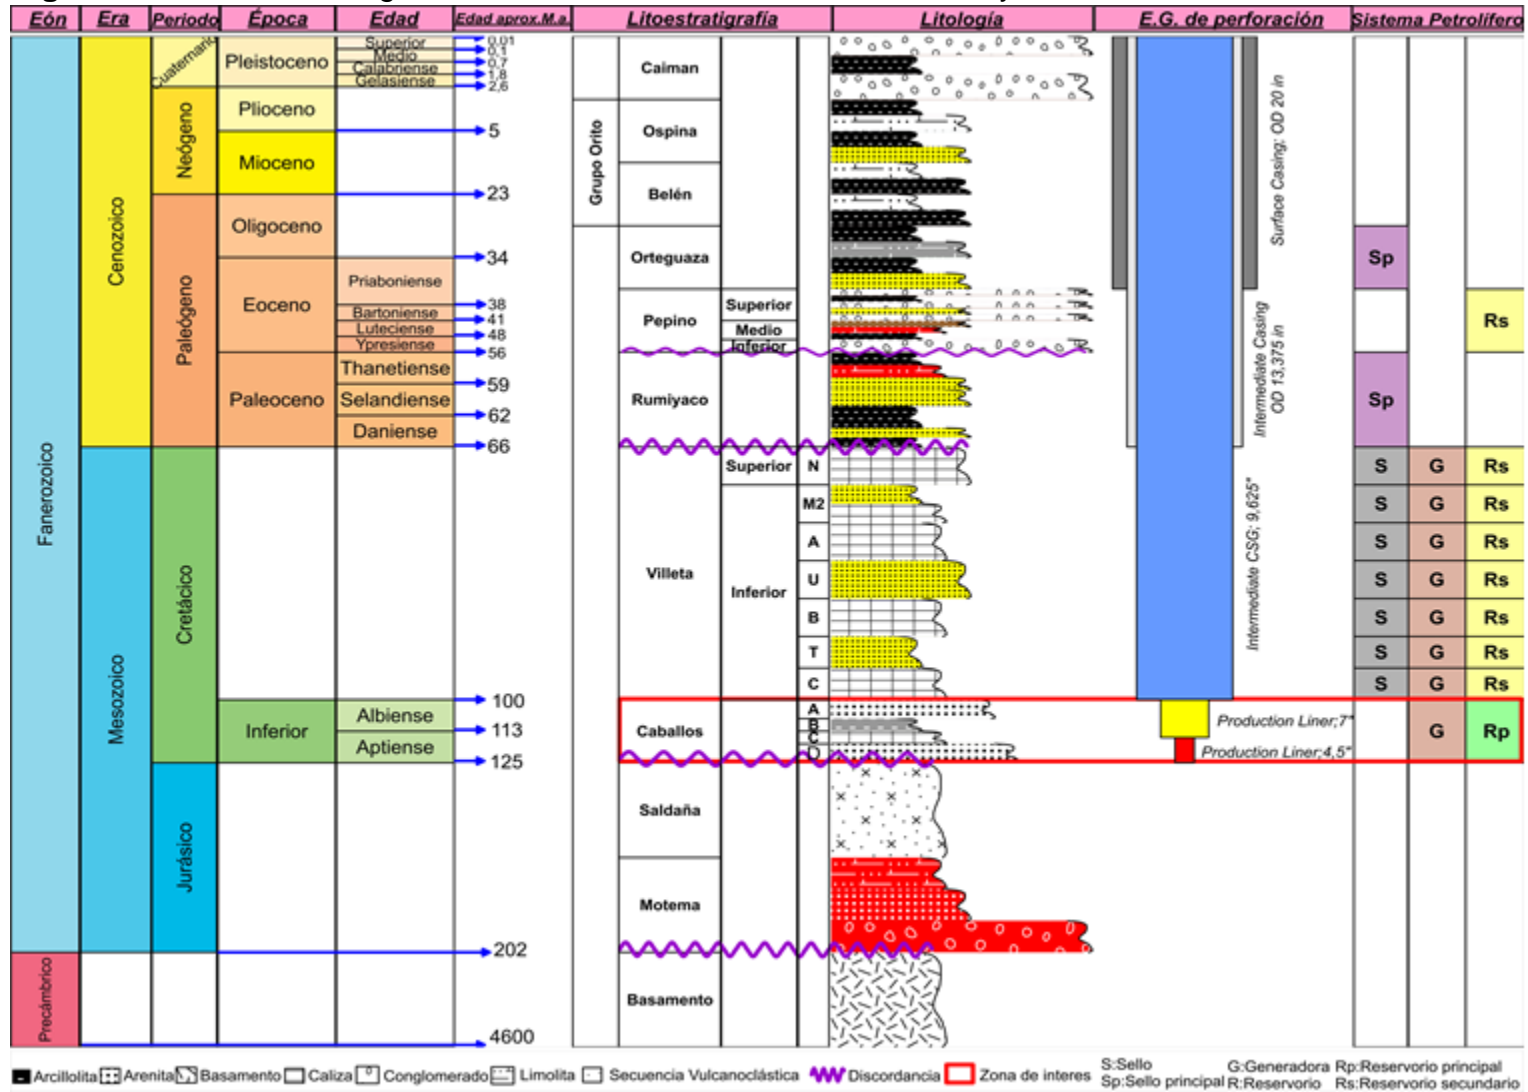 Eón Era Periodo Época Edad Edad aprox.M.a. Litoestratigrafía Litología E.G. de perforación Sistema Petrolífero
Fanerozoico
Precámbrico
Cenozoico
Mesozoico
Cuaternario
Neógeno
Paleógeno
Cretácico
Jurásico
Pleistoceno
Plioceno
Mioceno
Oligoceno
Eoceno
Paleoceno
Inferior
Superior
Medio
Calabriense
Gelasiense
Priaboniense
Bartoniense
Luteciense
Ypresiense
Thanetiense
Selandiense
Daniense
Albiense
Aptiense
0,01
0,1
0,7
1,8
2,6
5
23
34
38
41
48
56
59
62
66
100
113
125
202
4600
Grupo Orito
Caiman
Ospina
Belén
Orteguaza
Pepino
Rumiyaco
Villeta
Caballos
Saldaña
Motema
Basamento
Superior
Medio
Inferior
Superior
Inferior
N
M2
A
U
B
T
C
A
B
C
Surface Casing; OD 20 in
Intermediate Casing
OD 13,375 in
Intermediate CSG; 9,625"
Production Liner;7"
Production Liner;4,5"
Sp
Rs
Sp
S G Rs
S G Rs
S G Rs
S G Rs
S G Rs
S G Rs
S G Rs
G Rp
Arcillolita Arenita Basamento Caliza Conglomerado Limolita Secuencia Vulcanoclástica Discordancia Zona de interes
S:Sello G:Generadora Rp:Reservorio principal
Sp:Sello principal R:Reservorio Rs:Reservorio secundario